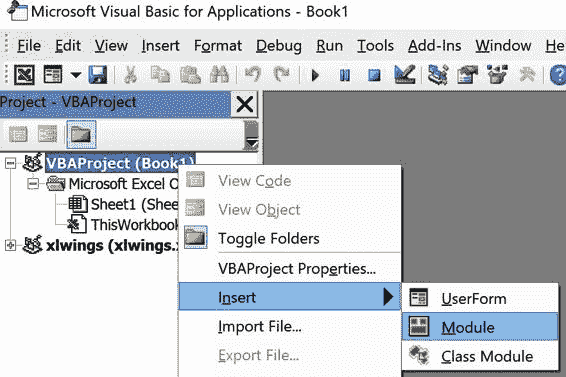 Microsoft Visual Basic for Applications - Book1
File Edit View Insert Format Debug Run Tools Add-Ins Window He
Project - VBAProject
VBAProject (Book1)
Microsoft Excel O
Sheet1 (Shee
ThisWorkbook
xlwings (xlwings.x
View Code
View Object
Toggle Folders
VBAProject Properties...
Insert
Import File...
Export File...
UserForm
Module
Class Module